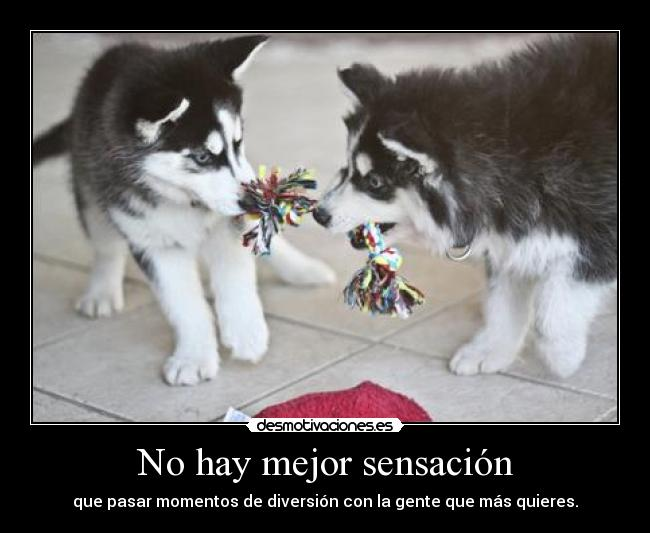 desmotivaciones.es
No hay mejor sensación
que pasar momentos de diversión con la gente que más quieres.